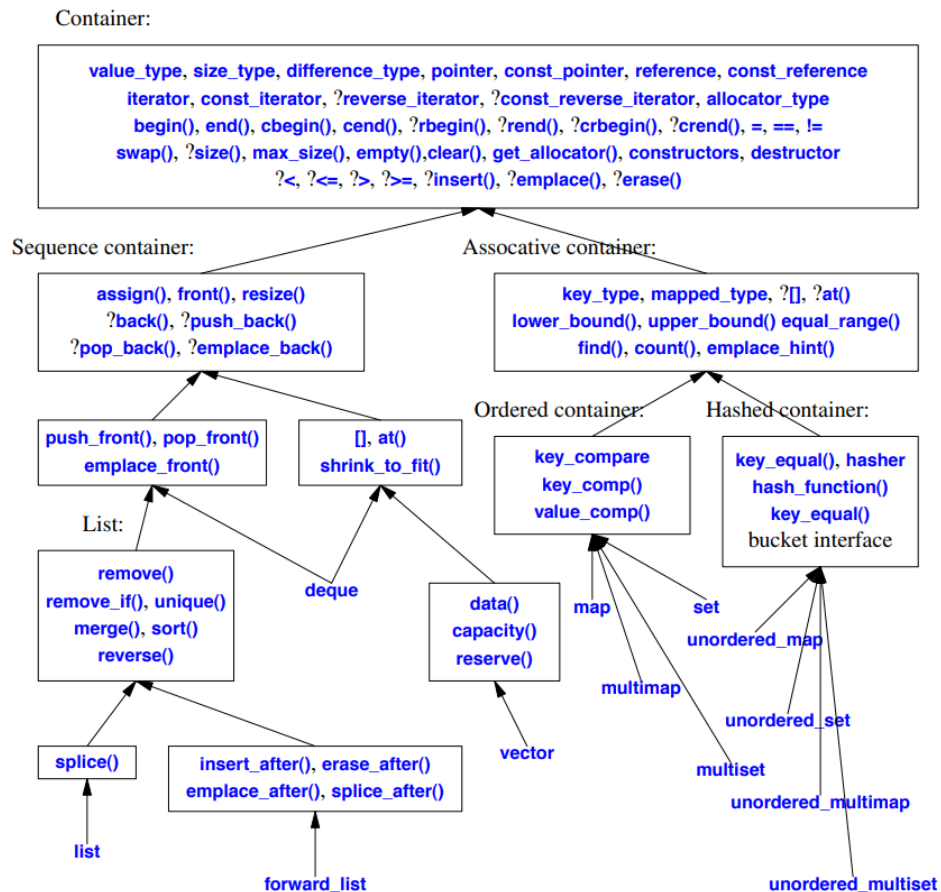 Container:
value_type, size_type, difference_type, pointer, const_pointer, reference, const_reference
iterator, const_iterator, ?reverse_iterator, ?const_reverse_iterator, allocator_type
begin(), end(), cbegin(), cend(), ?rbegin(), ?rend(), ?crbegin(), ?crend(), =, ==, !=
swap(), ?size(), max_size(), empty(),clear(), get_allocator(), constructors, destructor
?<, ?<=, ?>, ?>=, ?insert(), ?emplace(), ?erase()
Sequence container:
assign(), front(), resize()
?back(), ?push_back()
?pop_back(), ?emplace_back()
Assocative container:
key_type, mapped_type, ?[], ?at()
lower_bound(), upper_bound() equal_range()
find(), count(), emplace_hint()
push_front(), pop_front()
emplace_front()
[], at()
shrink_to_fit()
Ordered container:
key_compare
key_comp()
value_comp()
Hashed container:
key_equal(), hasher
hash_function()
key_equal()
bucket interface
List:
remove()
remove_if(), unique()
merge(), sort()
reverse()
deque
data()
capacity()
reserve()
map
set
unordered_map
multimap
unordered_set
vector
multiset
unordered_multimap
splice()
insert_after(), erase_after()
emplace_after(), splice_after()
list
forward_list
unordered_multiset